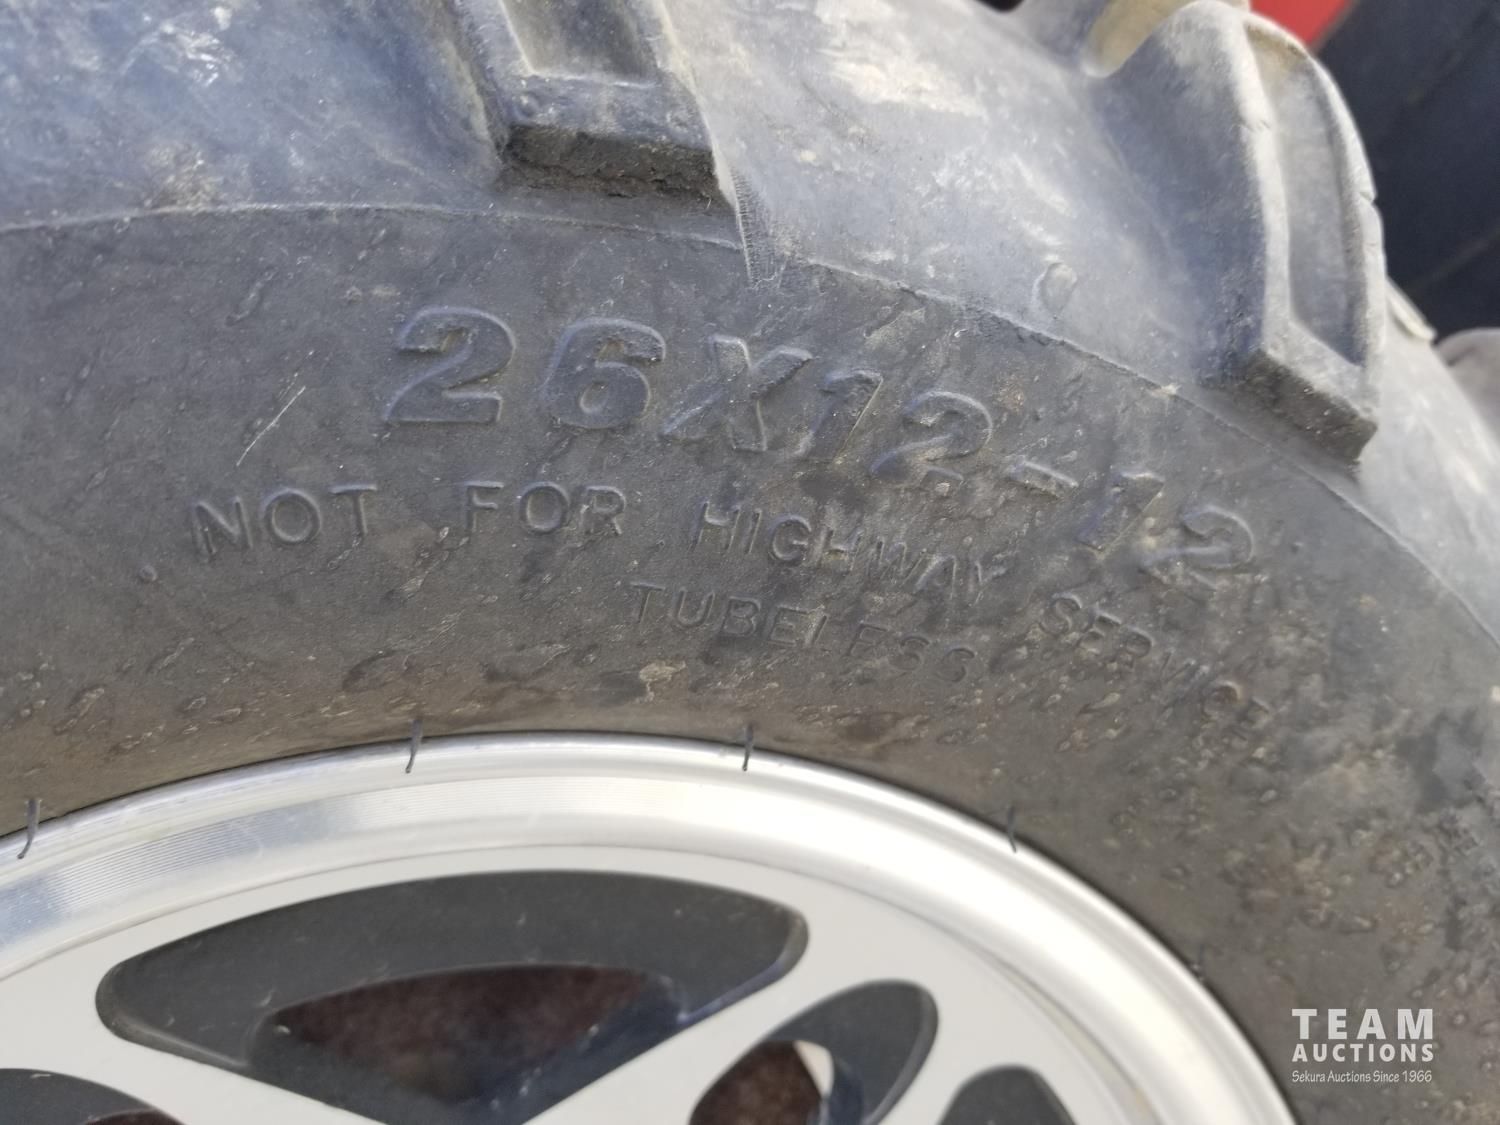 26X12-12
NOT FOR HIGHWAY SERVICE
TUBELESS
TEAM
AUCTIONS
Sekura Auctions Since 1966